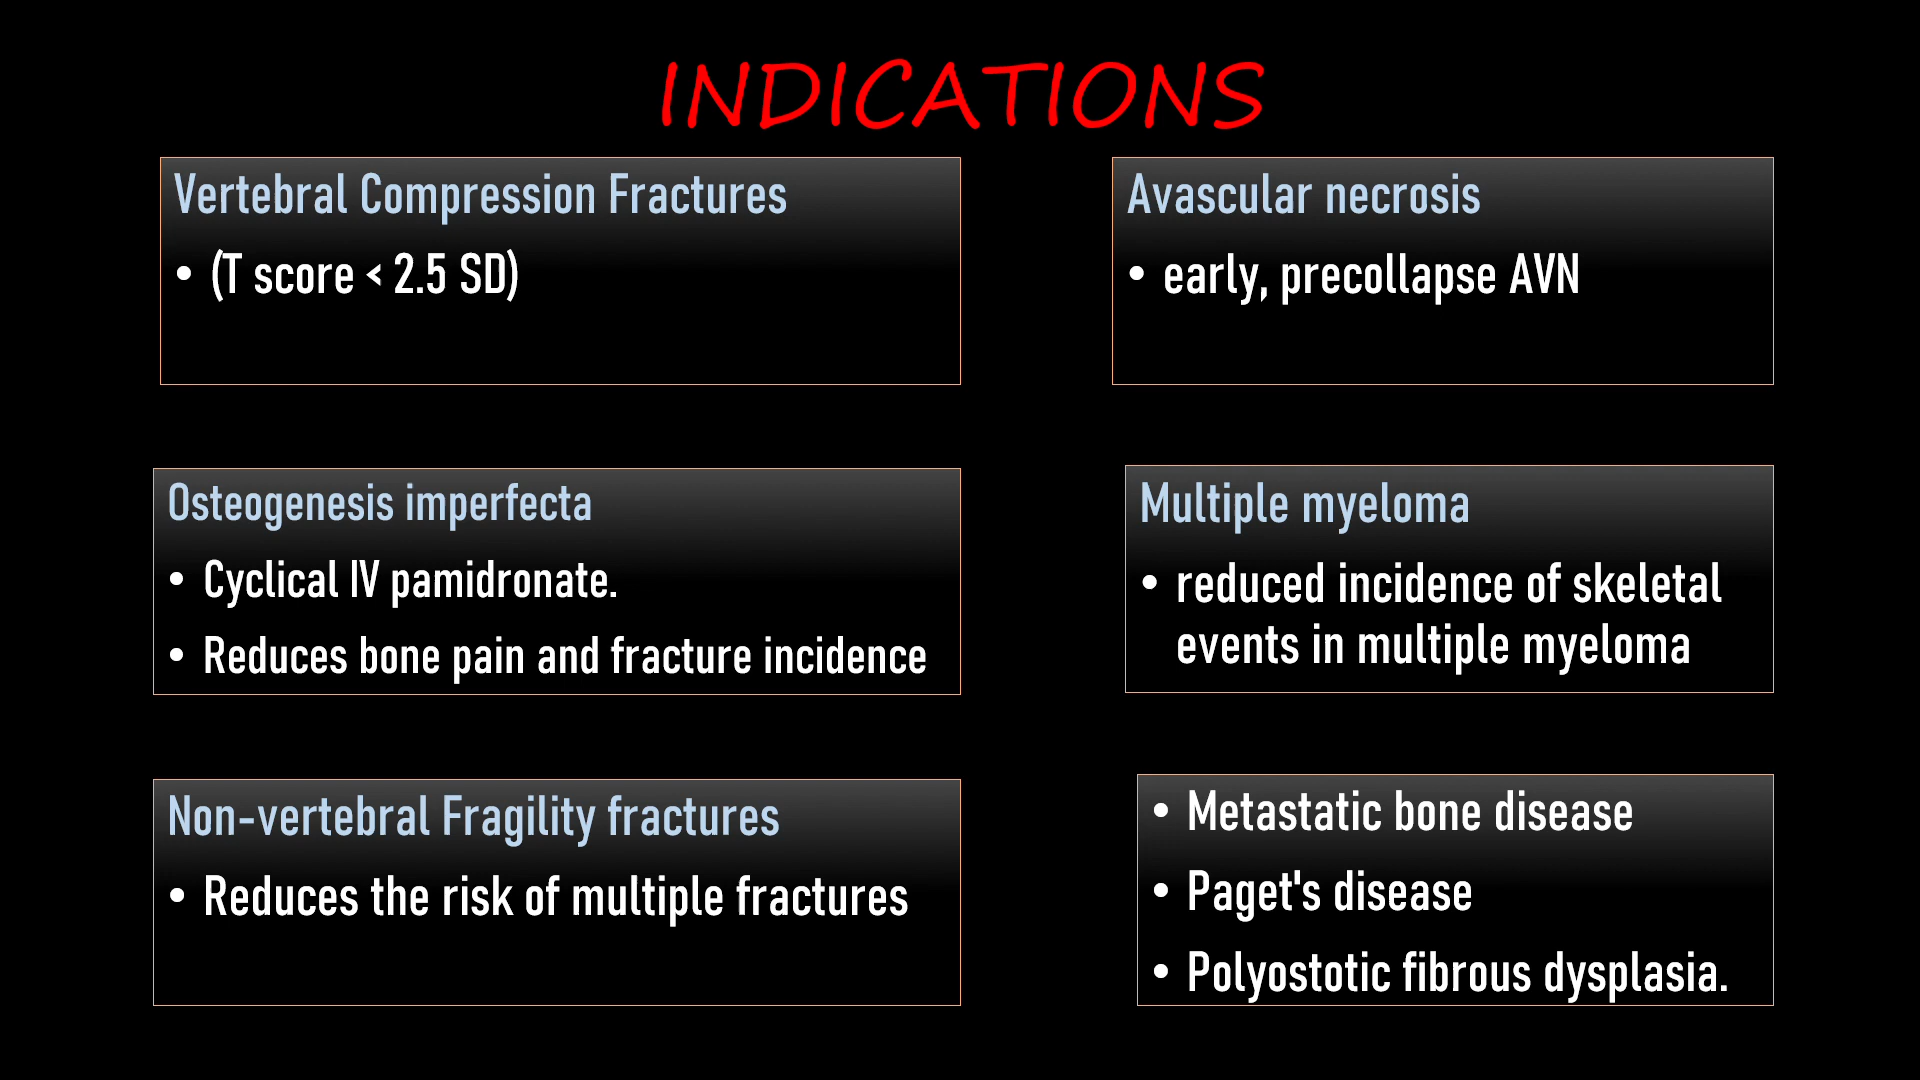 INDICATIONS
Vertebral Compression Fractures
• (T score < 2.5 SD)
Avascular necrosis
• early, precollapse AVN
Osteogenesis imperfecta
• Cyclical IV pamidronate.
• Reduces bone pain and fracture incidence
Multiple myeloma
• reduced incidence of skeletal
events in multiple myeloma
Non-vertebral Fragility fractures
• Reduces the risk of multiple fractures
• Metastatic bone disease
• Paget's disease
• Polyostotic fibrous dysplasia.